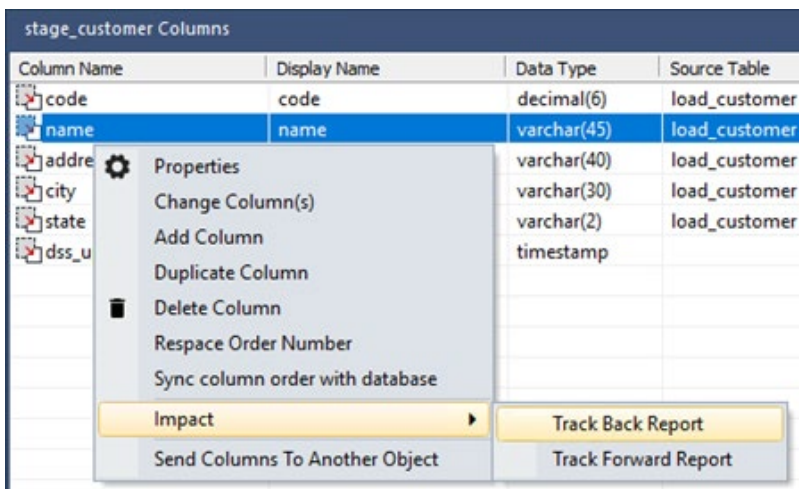 stage_customer Columns
Column Name Display Name Data Type Source Table
code code decimal(6) load_customer
name name varchar(45) load_customer
addre varchar(40) load_customer
city varchar(30) load_customer
state varchar(2) load_customer
dss_u timestamp
Properties
Change Column(s)
Add Column
Duplicate Column
Delete Column
Respace Order Number
Sync column order with database
Impact
Send Columns To Another Object
Track Back Report
Track Forward Report